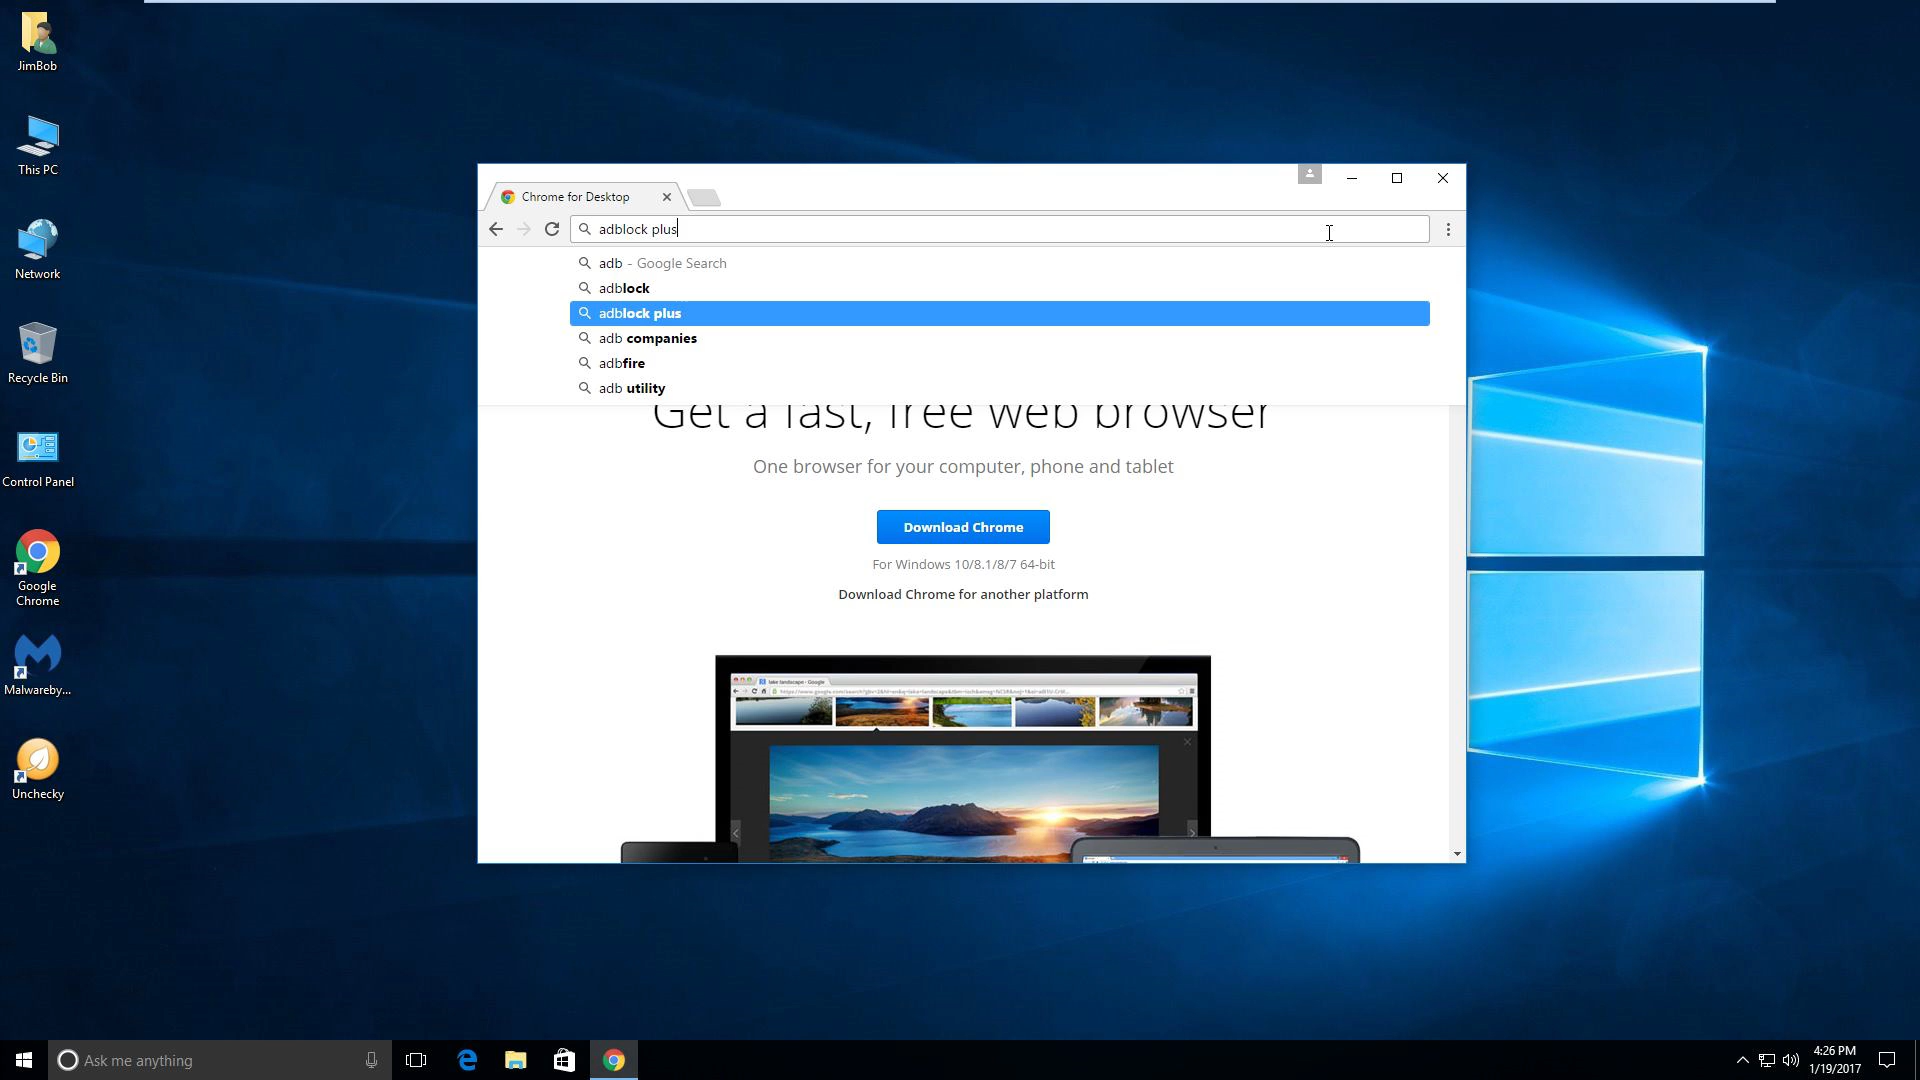 JimBob
This PC
Network
Recycle Bin
Control Panel
Google
Chrome
Malwareby...
Unchecky
Chrome for Desktop
adblock plus
adb - Google Search
adblock
adblock plus
adb companies
adbfire
adb utility
Get a fast, free web browser
One browser for your computer, phone and tablet
Download Chrome
For Windows 10/8.1/8/7 64-bit
Download Chrome for another platform
lake landscape - Google
Ask me anything
4:26 PM
1/19/2017